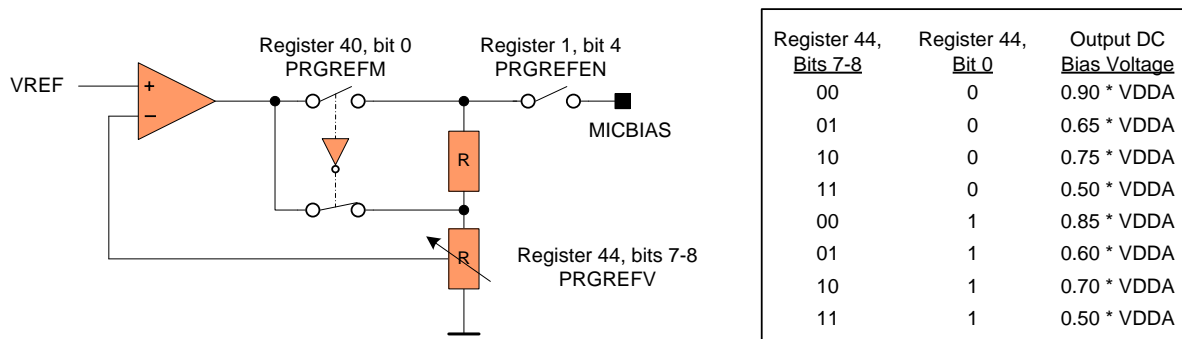 Register 40, bit 0
PRGREFM
Register 1, bit 4
PRGREFEN
VREF
+
−
MICBIAS
R
R
Register 44, bits 7-8
PRGREFV
Register 44, Register 44, Output DC
Bits 7-8 Bit 0 Bias Voltage
00 0 0.90 * VDDA
01 0 0.65 * VDDA
10 0 0.75 * VDDA
11 0 0.50 * VDDA
00 1 0.85 * VDDA
01 1 0.60 * VDDA
10 1 0.70 * VDDA
11 1 0.50 * VDDA